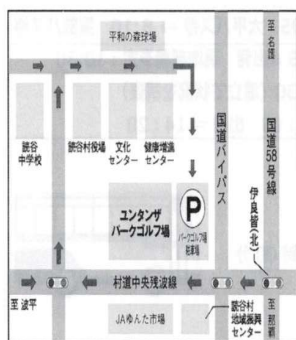 平和の森球場
至 名護
国道58号線
国道バイパス
読谷
中学校
読谷村役場
文化
センター
健康増進
センター
伊良皆(北)
ユンタンザ
パークゴルフ場
P
パークゴルフ場
駐車場
至 波平
村道中央残波線
至 那覇
JAゆんた市場
読谷村
地域振興
センター